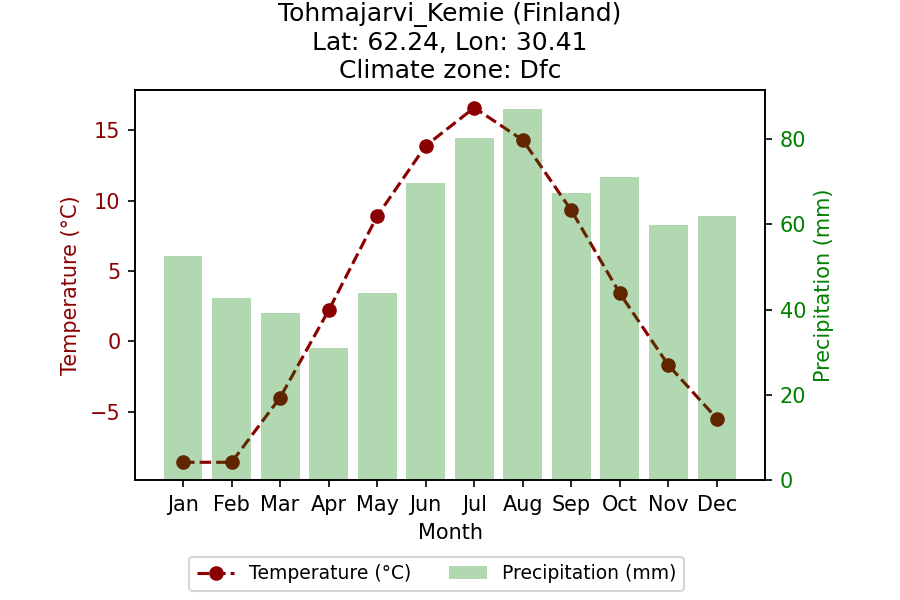 Tohmajarvi_Kemie (Finland)
Lat: 62.24, Lon: 30.41
Climate zone: Dfc
Temperature (°C)
15
10
5
0
−5
80
60
40
20
0
Precipitation (mm)
Jan Feb Mar Apr May Jun Jul Aug Sep Oct Nov Dec
Month
Temperature (°C) Precipitation (mm)